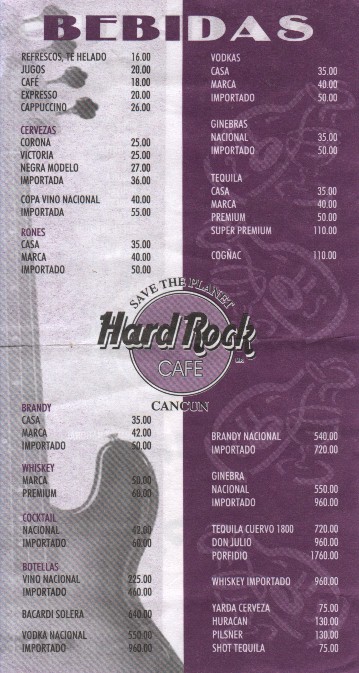 BEBIDAS
REFRESCOS, TE HELADO 16.00
JUGOS 20.00
CAFÉ 18.00
EXPRESSO 20.00
CAPPUCCINO 26.00
CERVEZAS
CORONA 25.00
VICTORIA 25.00
NEGRA MODELO 27.00
IMPORTADA 36.00
COPA VINO NACIONAL 40.00
IMPORTADA 55.00
RONES
CASA 35.00
MARCA 40.00
IMPORTADO 50.00
VODKAS
CASA 35.00
MARCA 40.00
IMPORTADO 50.00
GINEBRAS
NACIONAL 35.00
IMPORTADO 50.00
TEQUILA
CASA 35.00
MARCA 40.00
PREMIUM 50.00
SUPER PREMIUM 110.00
COGÑAC 110.00
SAVE THE PLANET
Hard Rock
CAFE
CANCUN
BRANDY
CASA 35.00
MARCA 42.00
IMPORTADO 50.00
WHISKEY
MARCA 50.00
PREMIUM 60.00
COCKTAIL
NACIONAL 42.00
IMPORTADO 60.00
BOTELLAS
VINO NACIONAL 225.00
IMPORTADO 460.00
BACARDI SOLERA 640.00
VODKA NACIONAL 550.00
IMPORTADO 960.00
BRANDY NACIONAL 540.00
IMPORTADO 720.00
GINEBRA
NACIONAL 550.00
IMPORTADO 960.00
TEQUILA CUERVO 1800 720.00
DON JULIO 960.00
PORFIDIO 1760.00
WHISKEY IMPORTADO 960.00
YARDA CERVEZA 75.00
HURACAN 130.00
PILSNER 130.00
SHOT TEQUILA 75.00